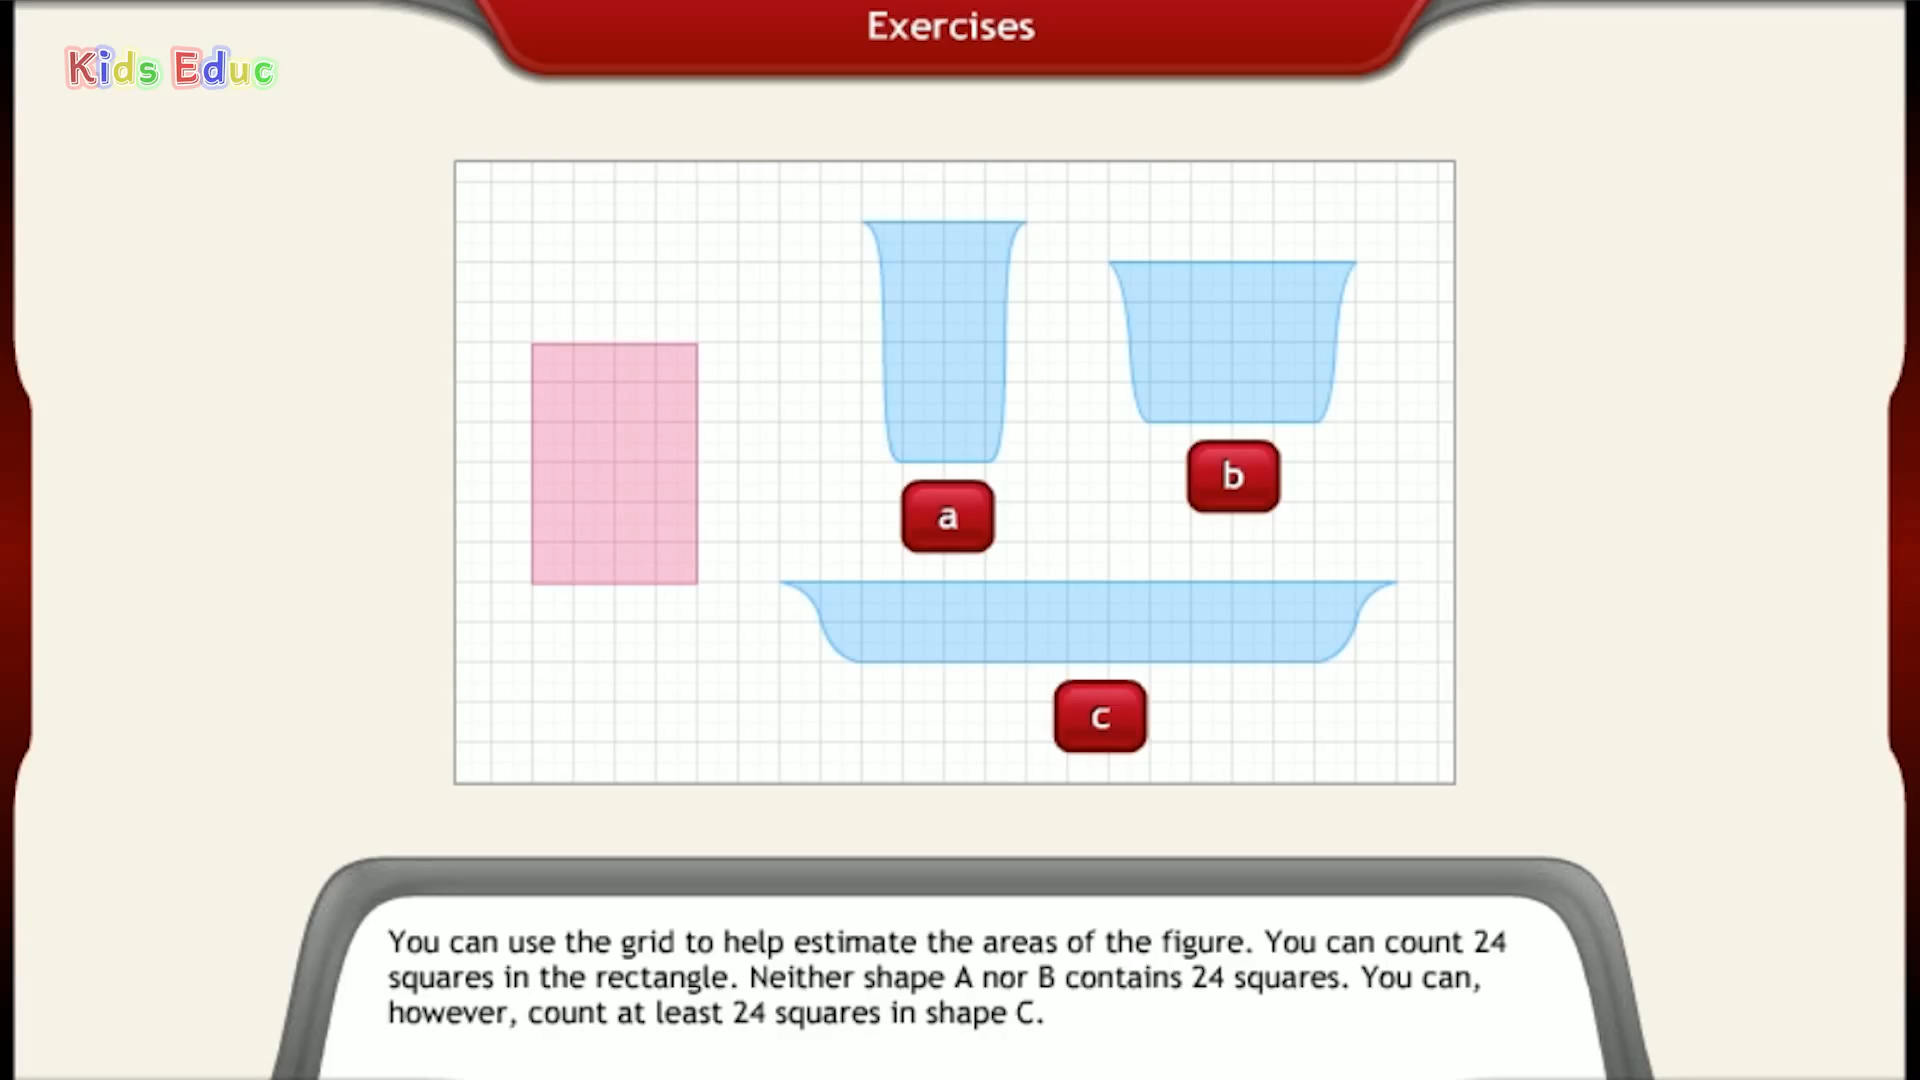 Exercises
Kids Educ
a
b
c
You can use the grid to help estimate the areas of the figure. You can count 24
squares in the rectangle. Neither shape A nor B contains 24 squares. You can,
however, count at least 24 squares in shape C.